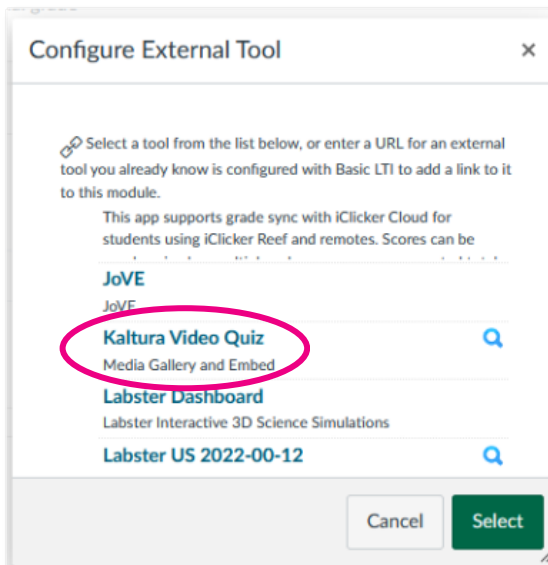 Configure External Tool ×
Select a tool from the list below, or enter a URL for an external
tool you already know is configured with Basic LTI to add a link to it
to this module.
This app supports grade sync with iClicker Cloud for
students using iClicker Reef and remotes. Scores can be
JoVE
JoVE
Kaltura Video Quiz
Media Gallery and Embed
Labster Dashboard
Labster Interactive 3D Science Simulations
Labster US 2022-00-12
Cancel
Select